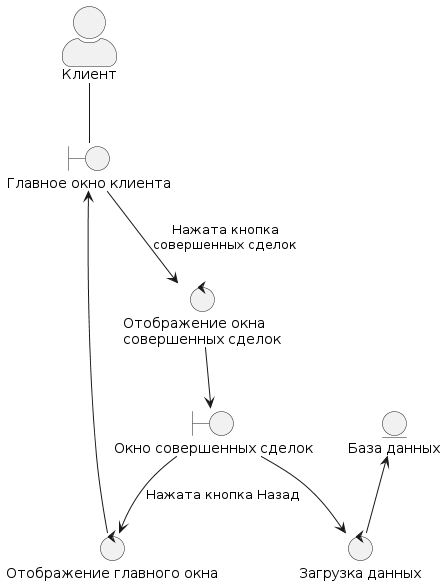 Клиент
Главное окно клиента
Нажата кнопка
совершенных сделок
Отображение окна
совершенных сделок
Окно совершенных сделок
База данных
Нажата кнопка Назад
Отображение главного окна
Загрузка данных